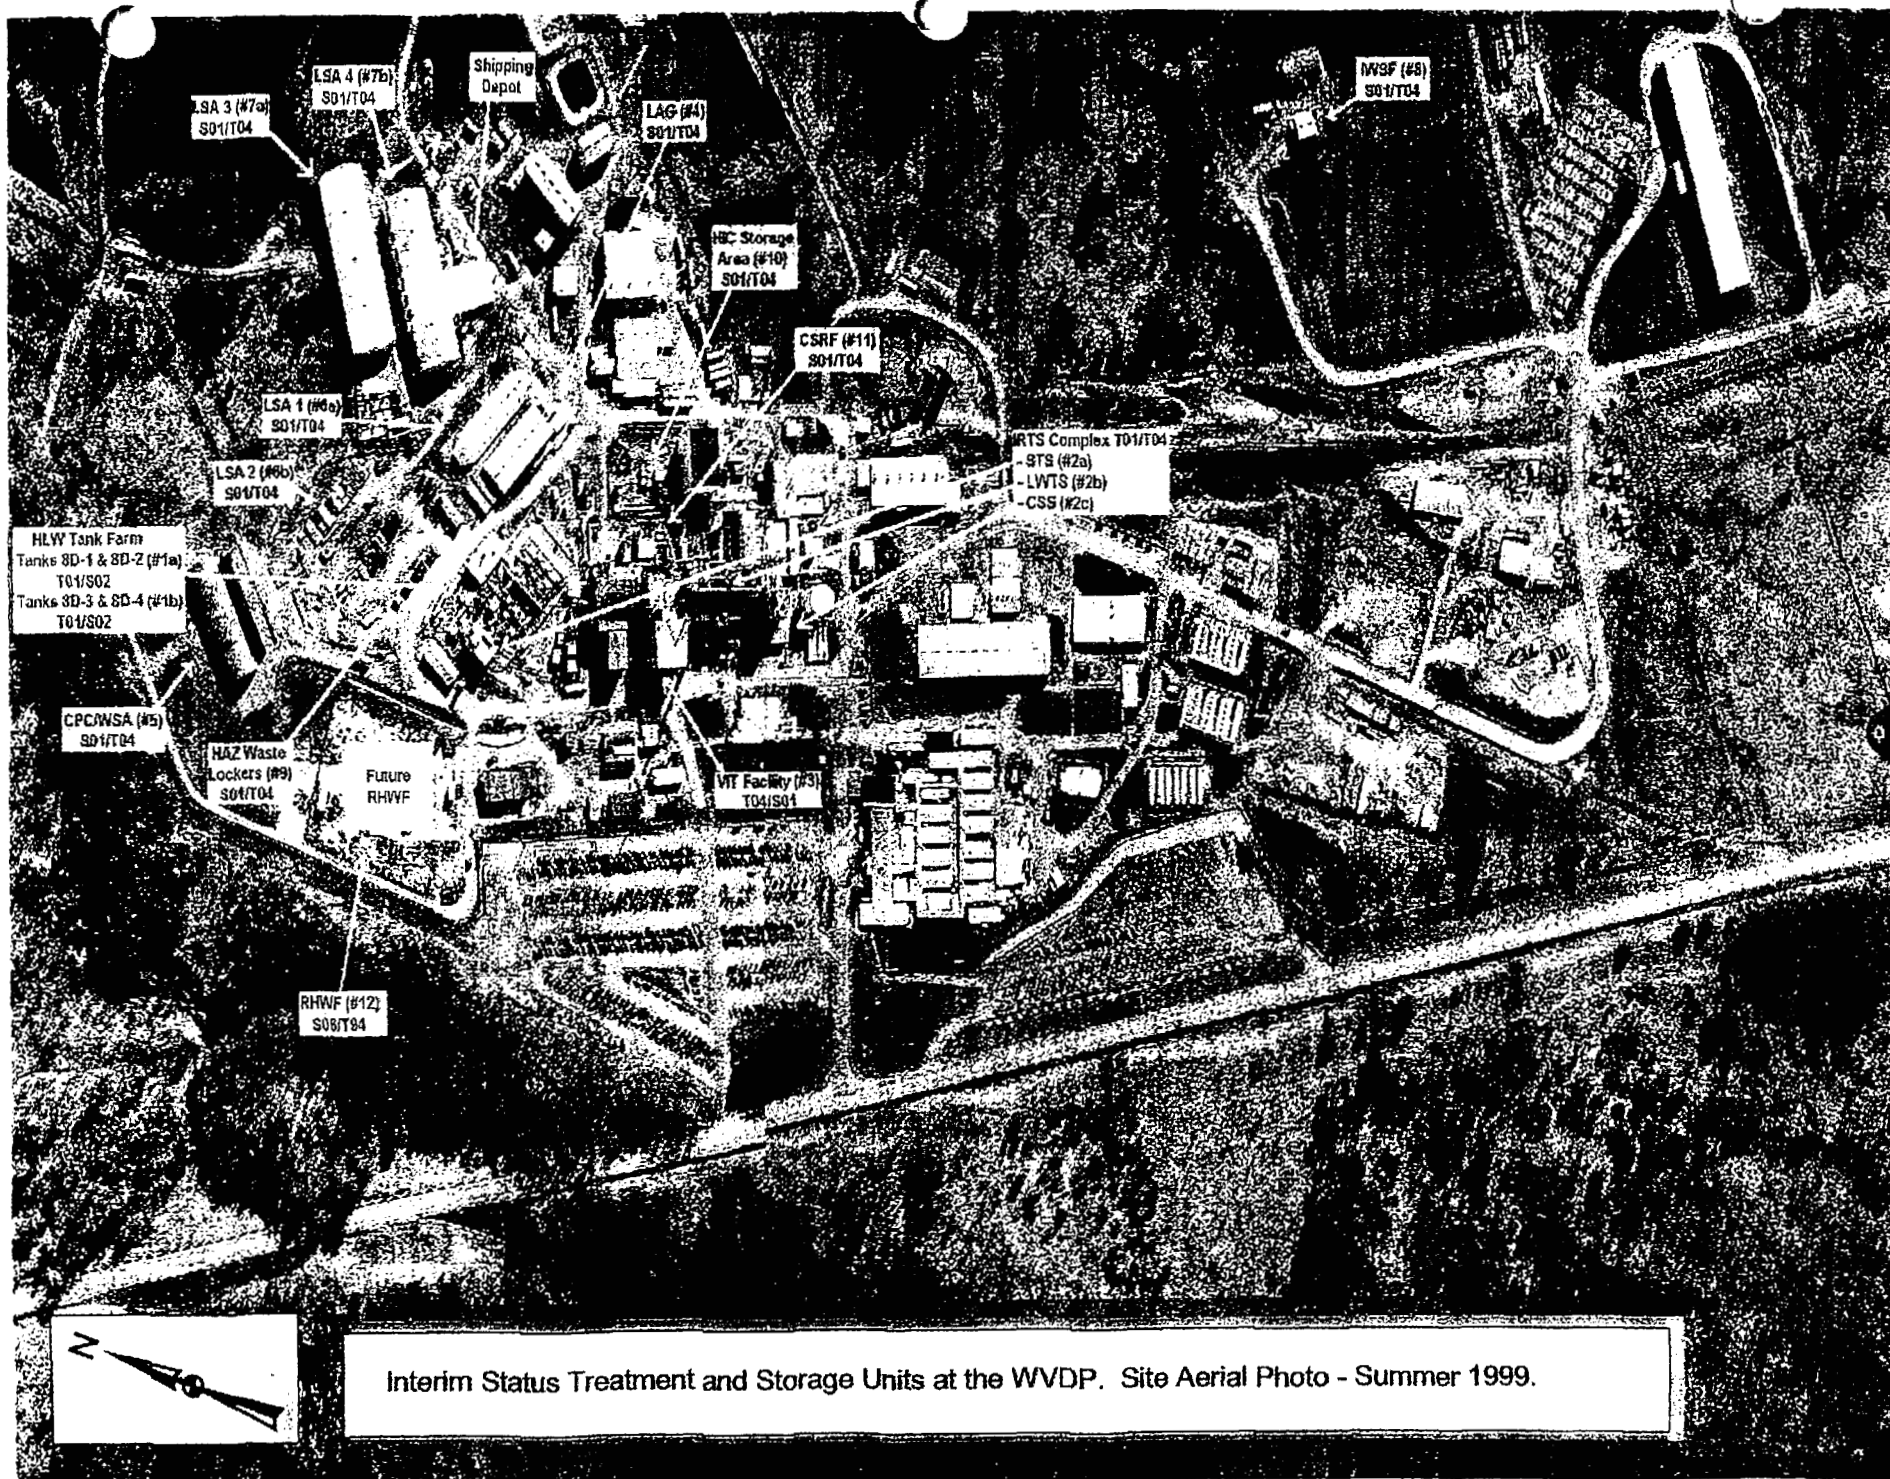 LSA 4 (#7b)
S01/T04
Shipping
Depot
IWSF (#8)
S01/T04
LSA 3 (#7a)
S01/T04
LAG (#4)
S01/T04
HIC Storage
Area (#10)
S01/T04
CSRF (#11)
S01/T04
LSA 1 (#6a)
S01/T04
RTS Complex T01/T04
- STS (#2a)
- LWTS (#2b)
- CSS (#2c)
LSA 2 (#6b)
S01/T04
HLW Tank Farm
Tanks 8D-1 & 8D-2 (#1a)
T01/S02
Tanks 8D-3 & 8D-4 (#1b)
T01/S02
CPC/WSA (#5)
S01/T04
HAZ Waste
Lockers (#9)
S01/T04
Future
RHWF
VIT Facility (#3)
T04/S01
RHWF (#12)
S06/T94
N
Interim Status Treatment and Storage Units at the WVDP. Site Aerial Photo - Summer 1999.